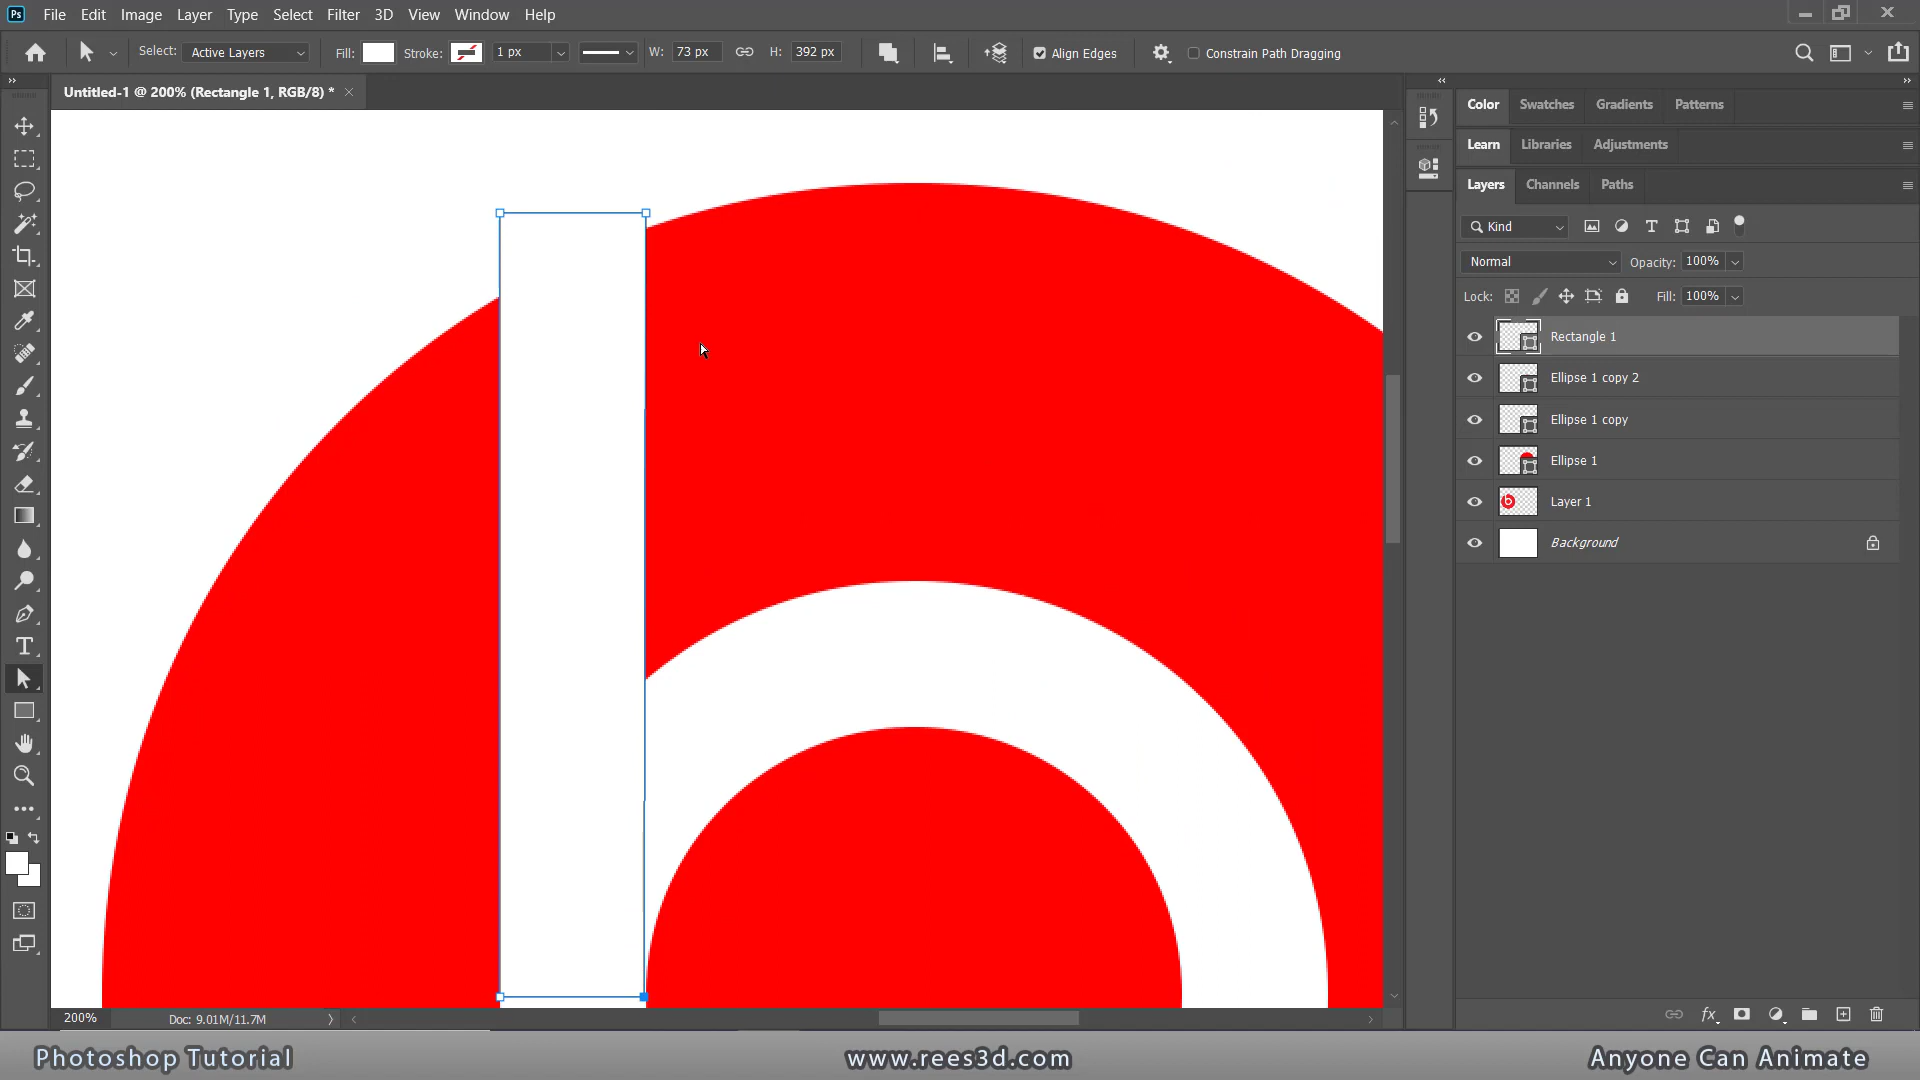 Ps File Edit Image Layer Type Select Filter 3D View Window Help
Select: Active Layers Fill: Stroke: 1 px W: 73 px H: 392 px Align Edges Constrain Path Dragging
Untitled-1 @ 200% (Rectangle 1, RGB/8) *
Color Swatches Gradients Patterns
Learn Libraries Adjustments
Layers Channels Paths
Kind
Normal Opacity: 100%
Lock: Fill: 100%
Rectangle 1
Ellipse 1 copy 2
Ellipse 1 copy
Ellipse 1
Layer 1
Background
200% Doc: 9.01M/11.7M
Photoshop Tutorial www.rees3d.com Anyone Can Animate